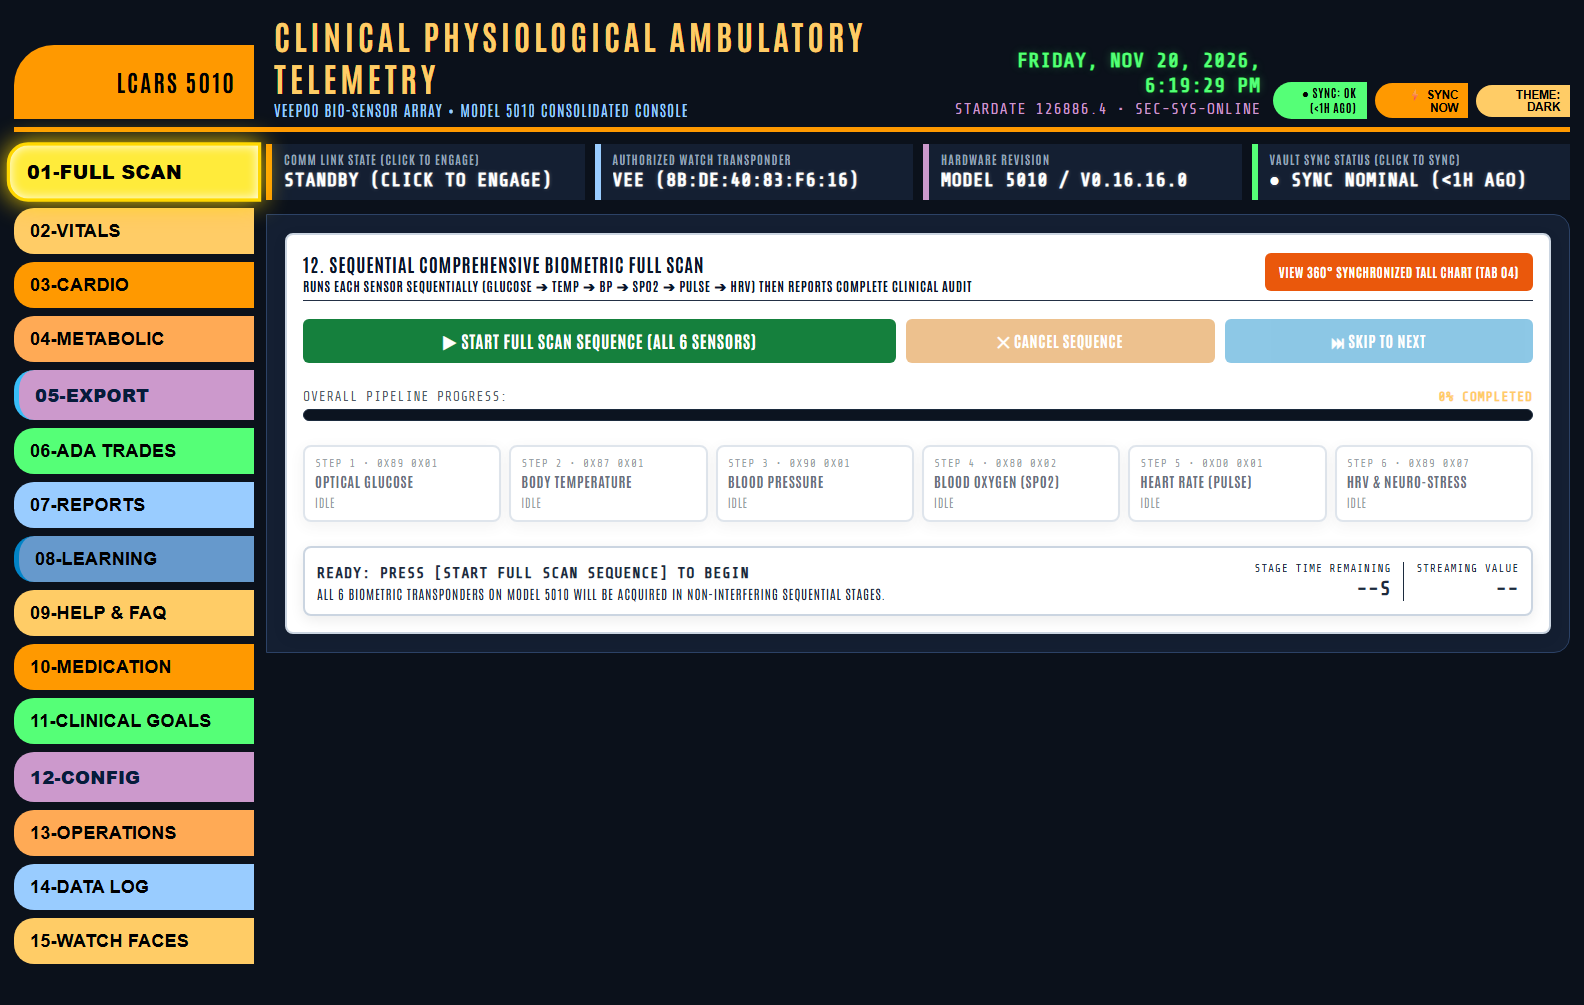 LCARS 5010
CLINICAL PHYSIOLOGICAL AMBULATORY
TELEMETRY
VEEPOO BIO-SENSOR ARRAY • MODEL 5010 CONSOLIDATED CONSOLE
FRIDAY, NOV 20, 2026,
6:19:29 PM
STARDATE 126886.4 · SEC-SYS-ONLINE
● SYNC: OK
(<1H AGO)
SYNC
NOW
THEME:
DARK
01-FULL SCAN
02-VITALS
03-CARDIO
04-METABOLIC
05-EXPORT
06-ADA TRADES
07-REPORTS
08-LEARNING
09-HELP & FAQ
10-MEDICATION
11-CLINICAL GOALS
12-CONFIG
13-OPERATIONS
14-DATA LOG
15-WATCH FACES
COMM LINK STATE (CLICK TO ENGAGE)
STANDBY (CLICK TO ENGAGE)
AUTHORIZED WATCH TRANSPONDER
VEE (8B:DE:40:83:F6:16)
HARDWARE REVISION
MODEL 5010 / V0.16.16.0
VAULT SYNC STATUS (CLICK TO SYNC)
● SYNC NOMINAL (<1H AGO)
12. SEQUENTIAL COMPREHENSIVE BIOMETRIC FULL SCAN
RUNS EACH SENSOR SEQUENTIALLY (GLUCOSE ➔ TEMP ➔ BP ➔ SPO2 ➔ PULSE ➔ HRV) THEN REPORTS COMPLETE CLINICAL AUDIT
VIEW 360° SYNCHRONIZED TALL CHART (TAB 04)
▶ START FULL SCAN SEQUENCE (ALL 6 SENSORS)
✕ CANCEL SEQUENCE
⏭ SKIP TO NEXT
OVERALL PIPELINE PROGRESS:
0% COMPLETED
STEP 1 · 0X89 0X01
OPTICAL GLUCOSE
IDLE
STEP 2 · 0X87 0X01
BODY TEMPERATURE
IDLE
STEP 3 · 0X90 0X01
BLOOD PRESSURE
IDLE
STEP 4 · 0X80 0X02
BLOOD OXYGEN (SPO2)
IDLE
STEP 5 · 0XD0 0X01
HEART RATE (PULSE)
IDLE
STEP 6 · 0X89 0X07
HRV & NEURO-STRESS
IDLE
READY: PRESS [START FULL SCAN SEQUENCE] TO BEGIN
ALL 6 BIOMETRIC TRANSPONDERS ON MODEL 5010 WILL BE ACQUIRED IN NON-INTERFERING SEQUENTIAL STAGES.
STAGE TIME REMAINING
--S
STREAMING VALUE
--